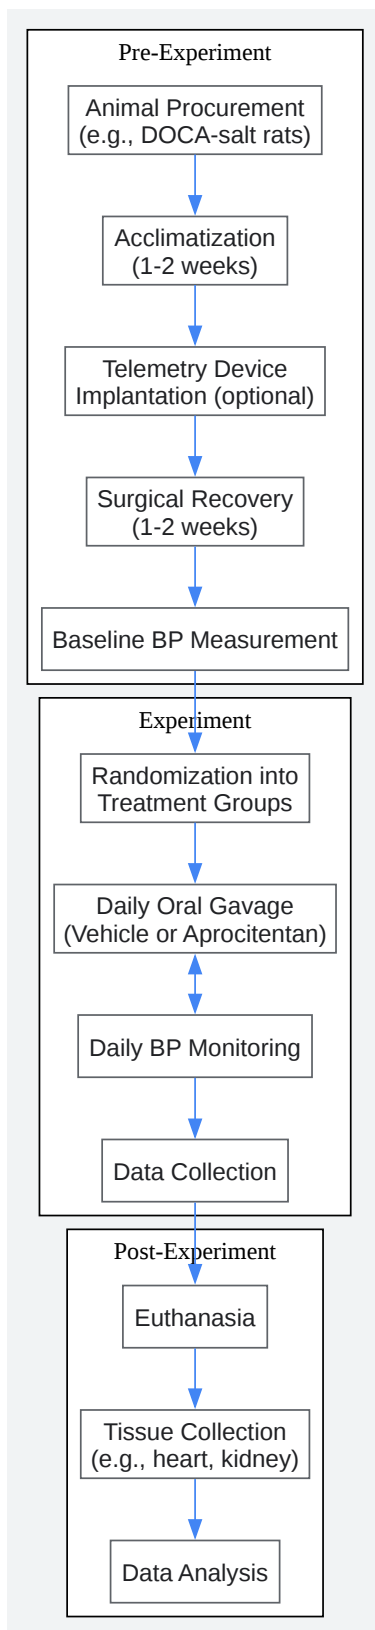 Pre-Experiment
Animal Procurement
(e.g., DOCA-salt rats)
Acclimatization
(1-2 weeks)
Telemetry Device
Implantation (optional)
Surgical Recovery
(1-2 weeks)
Baseline BP Measurement
Experiment
Randomization into
Treatment Groups
Daily Oral Gavage
(Vehicle or Aprocitentan)
Daily BP Monitoring
Data Collection
Post-Experiment
Euthanasia
Tissue Collection
(e.g., heart, kidney)
Data Analysis